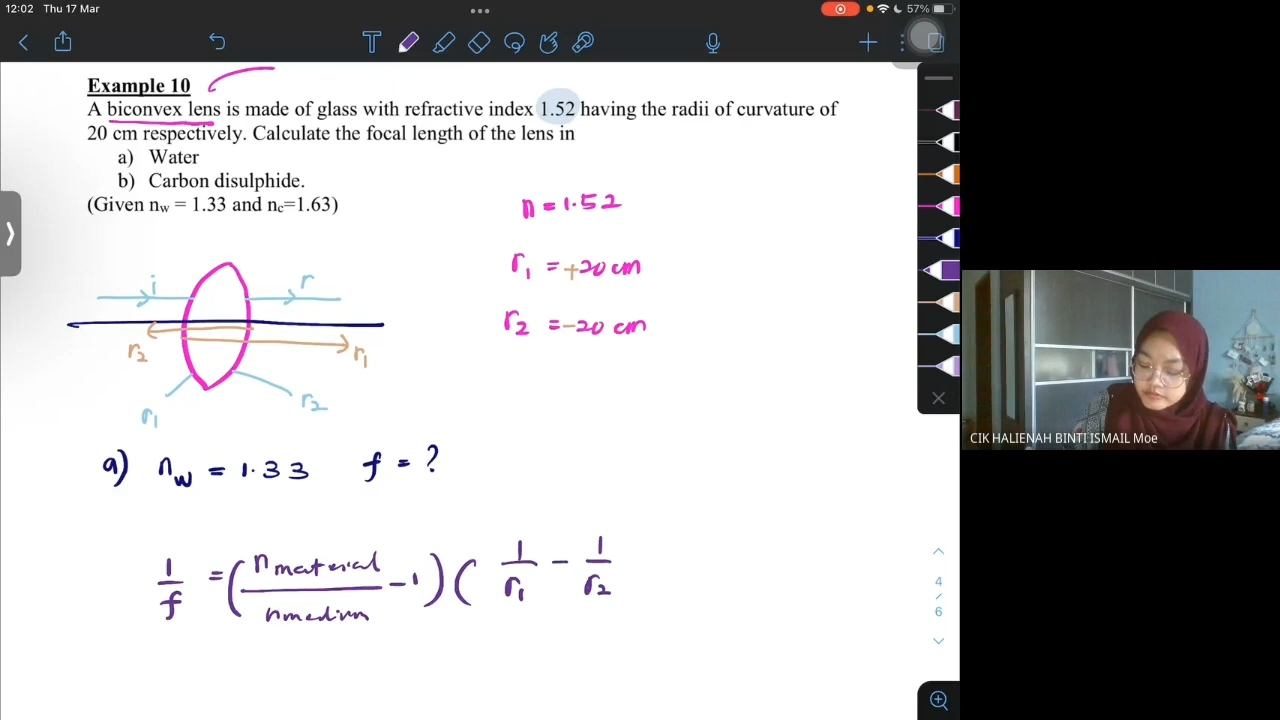 12:02 Thu 17 Mar
57%
Example 10
A biconvex lens is made of glass with refractive index 1.52 having the radii of curvature of
20 cm respectively. Calculate the focal length of the lens in
a) Water
b) Carbon disulphide.
(Given nw = 1.33 and nc=1.63)
n = 1.52
r1 = +20 cm
r2 = -20 cm
i
r
r2
r1
r1
r2
a) nw = 1.33 f = ?
1/f = (n material/n medium - 1)( 1/r1 - 1/r2
4
/
6
CIK HALIENAH BINTI ISMAIL Moe